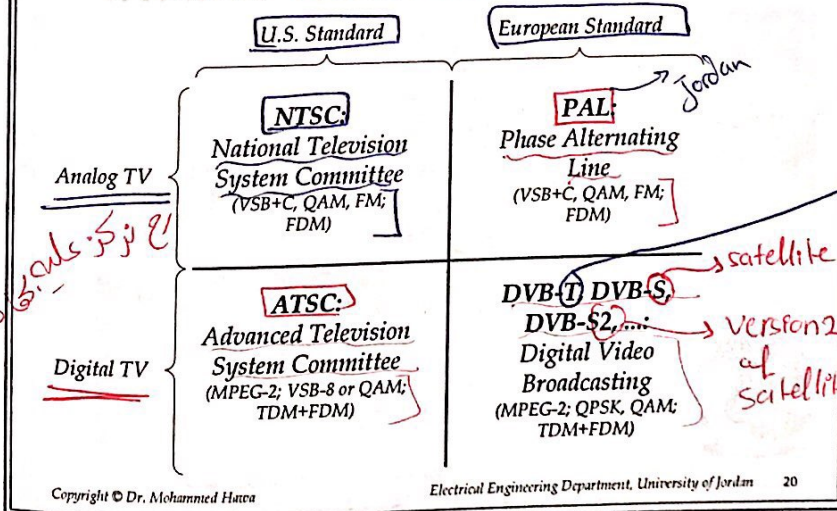 U.S. Standard
European Standard
Jordan
Analog TV
NTSC:
National Television
System Committee
(VSB+C, QAM, FM;
FDM)
PAL:
Phase Alternating
Line
(VSB+C, QAM, FM;
FDM)
Digital TV
ATSC:
Advanced Television
System Committee
(MPEG-2; VSB-8 or QAM;
TDM+FDM)
DVB-T, DVB-S,
DVB-S2, ...:
Digital Video
Broadcasting
(MPEG-2; QPSK, QAM;
TDM+FDM)
satellite
version 2
of
Copyright © Dr. Mohammed Hawa
Electrical Engineering Department, University of Jordan
20